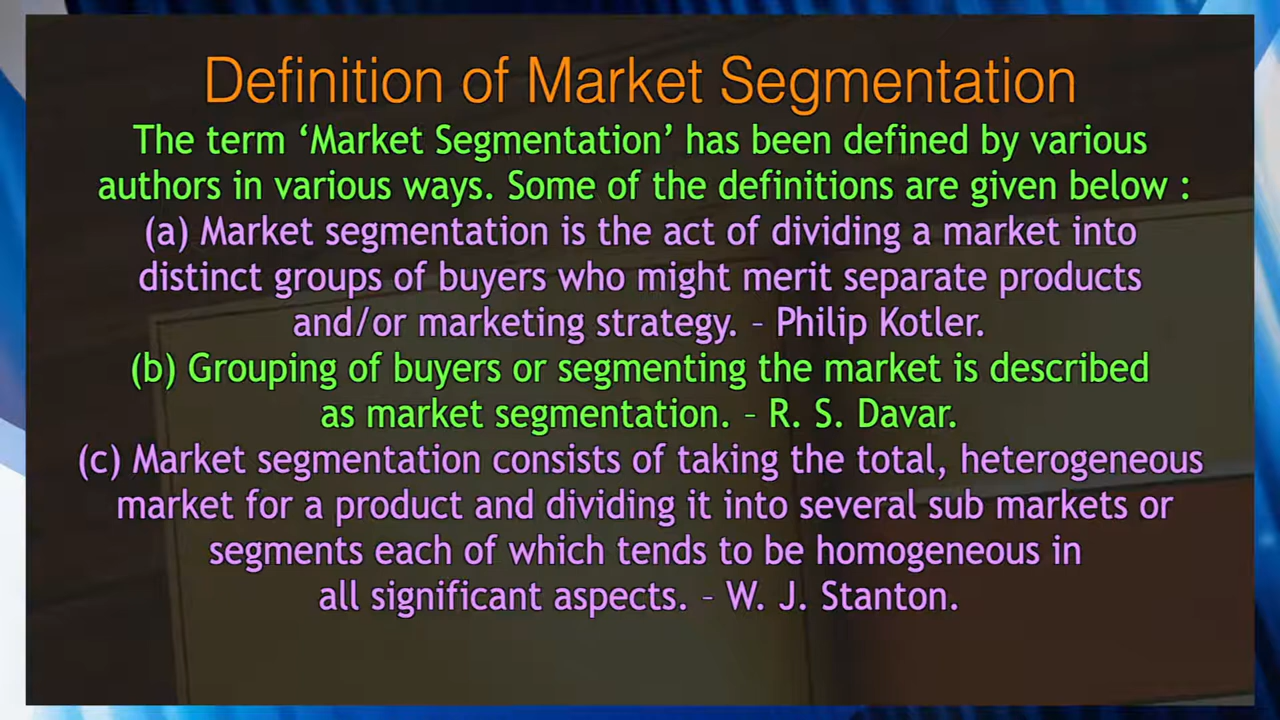 Definition of Market Segmentation
The term ‘Market Segmentation’ has been defined by various
authors in various ways. Some of the definitions are given below :
(a) Market segmentation is the act of dividing a market into
distinct groups of buyers who might merit separate products
and/or marketing strategy. – Philip Kotler.
(b) Grouping of buyers or segmenting the market is described
as market segmentation. – R. S. Davar.
(c) Market segmentation consists of taking the total, heterogeneous
market for a product and dividing it into several sub markets or
segments each of which tends to be homogeneous in
all significant aspects. – W. J. Stanton.